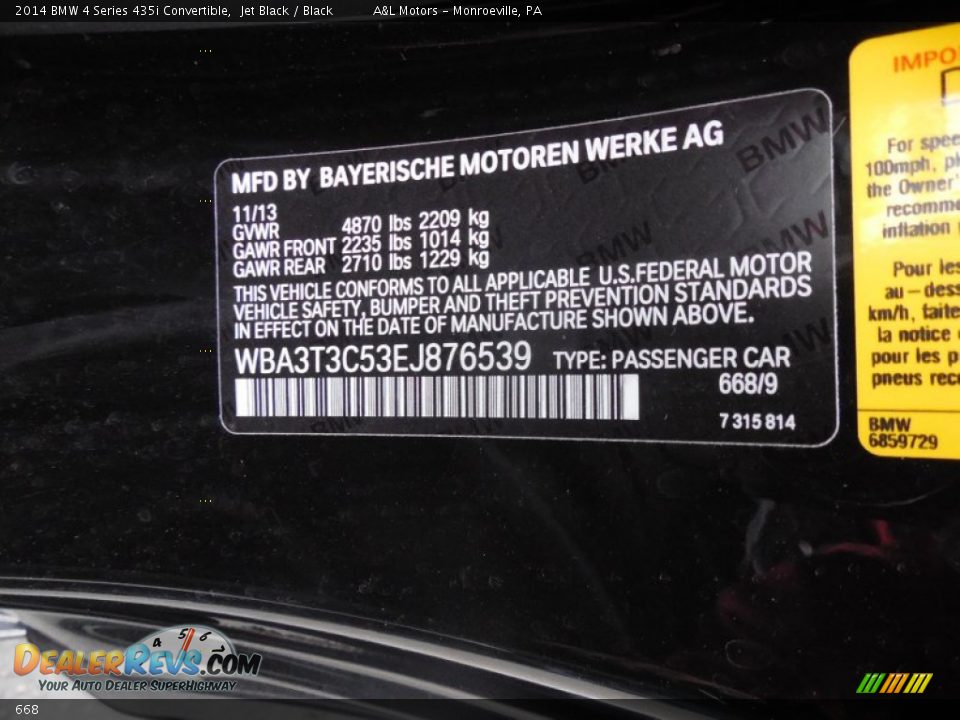 2014 BMW 4 Series 435i Convertible,  Jet Black / Black     A&L Motors - Monroeville, PA
MFD BY BAYERISCHE MOTOREN WERKE AG
11/13
GVWR 4870 lbs 2209 kg
GAWR FRONT 2235 lbs 1014 kg
GAWR REAR 2710 lbs 1229 kg
THIS VEHICLE CONFORMS TO ALL APPLICABLE U.S.FEDERAL MOTOR
VEHICLE SAFETY, BUMPER AND THEFT PREVENTION STANDARDS
IN EFFECT ON THE DATE OF MANUFACTURE SHOWN ABOVE.
WBA3T3C53EJ876539 TYPE: PASSENGER CAR
668/9
7 315 814
IMPO
For spee
100mph, pl
the Owner'
recomme
inflation
Pour les
au-dess
km/h, faite
la notice
pour les p
pneus rec
BMW
6859729
4 5 6
DealerRevs.com
Your Auto Dealer SuperHighway
668